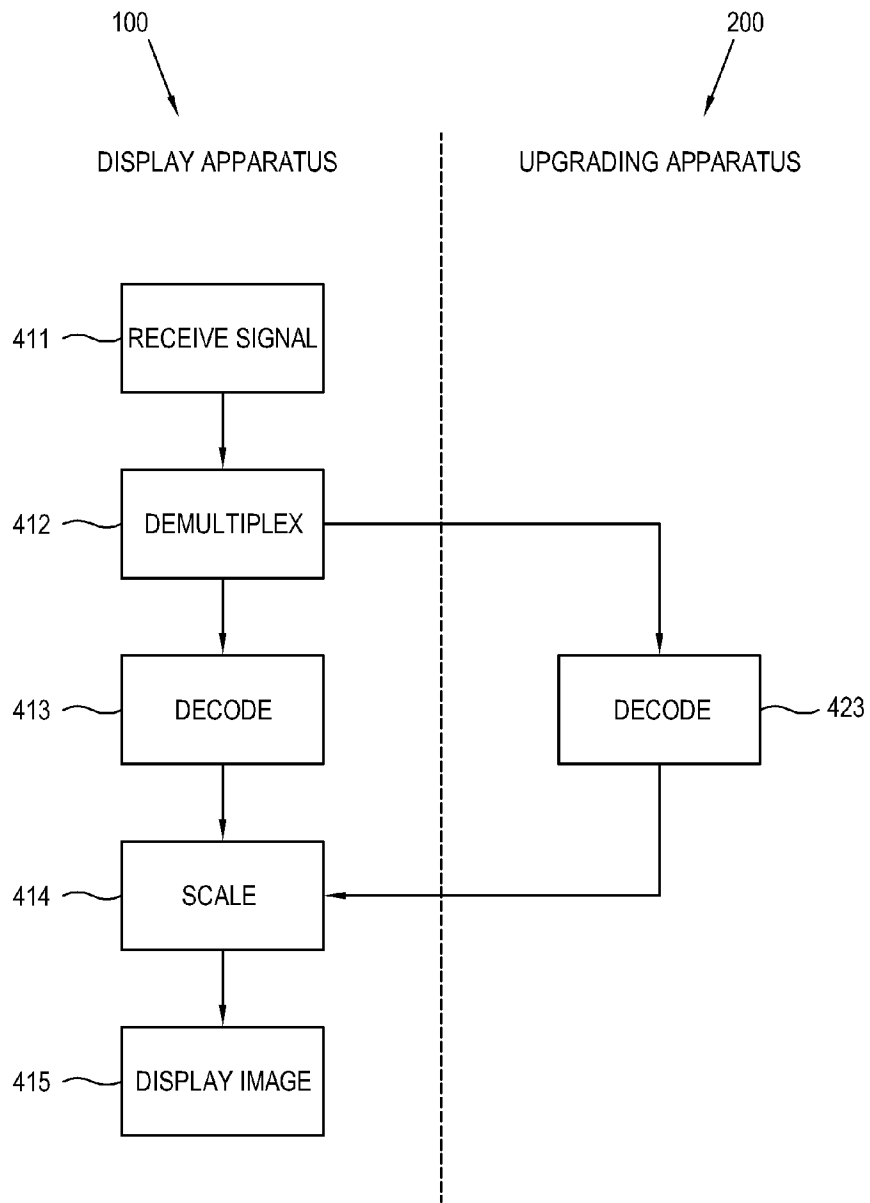 100
200
DISPLAY APPARATUS
UPGRADING APPARATUS
411
RECEIVE SIGNAL
412
DEMULTIPLEX
413
DECODE
DECODE
423
414
SCALE
415
DISPLAY IMAGE